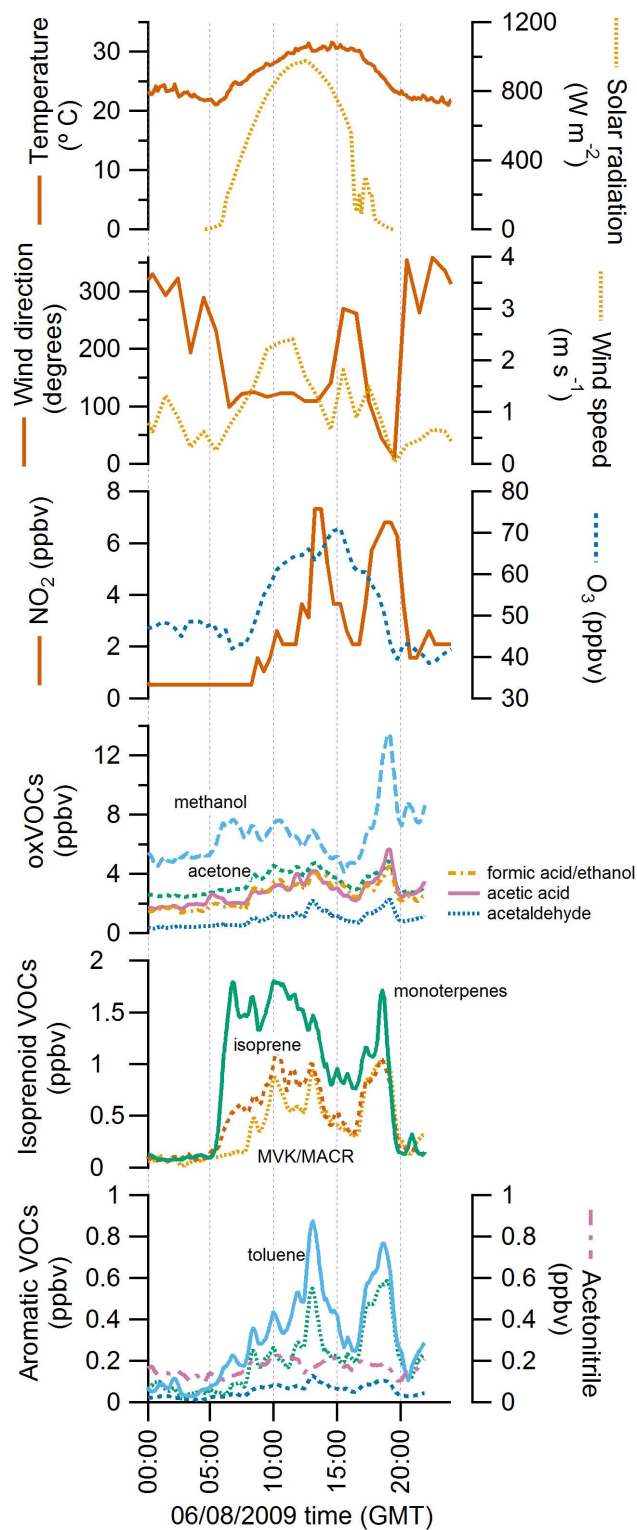 Temperature
(º C)
30
20
10
0
1200
800
400
0
Solar radiation
(W m-2)
Wind direction
(degrees)
300
200
100
0
4
3
2
1
0
Wind speed
(m s-1)
NO2 (ppbv)
8
6
4
2
0
80
70
60
50
40
30
O3 (ppbv)
oxVOCs
(ppbv)
12
8
4
0
methanol
acetone
formic acid/ethanol
acetic acid
acetaldehyde
Isoprenoid VOCs
(ppbv)
2
1.5
1
0.5
0
monoterpenes
isoprene
MVK/MACR
Aromatic VOCs
(ppbv)
1
0.8
0.6
0.4
0.2
0
toluene
1
0.8
0.6
0.4
0.2
0
Acetonitrile
(ppbv)
00:00
05:00
10:00
15:00
20:00
06/08/2009 time (GMT)